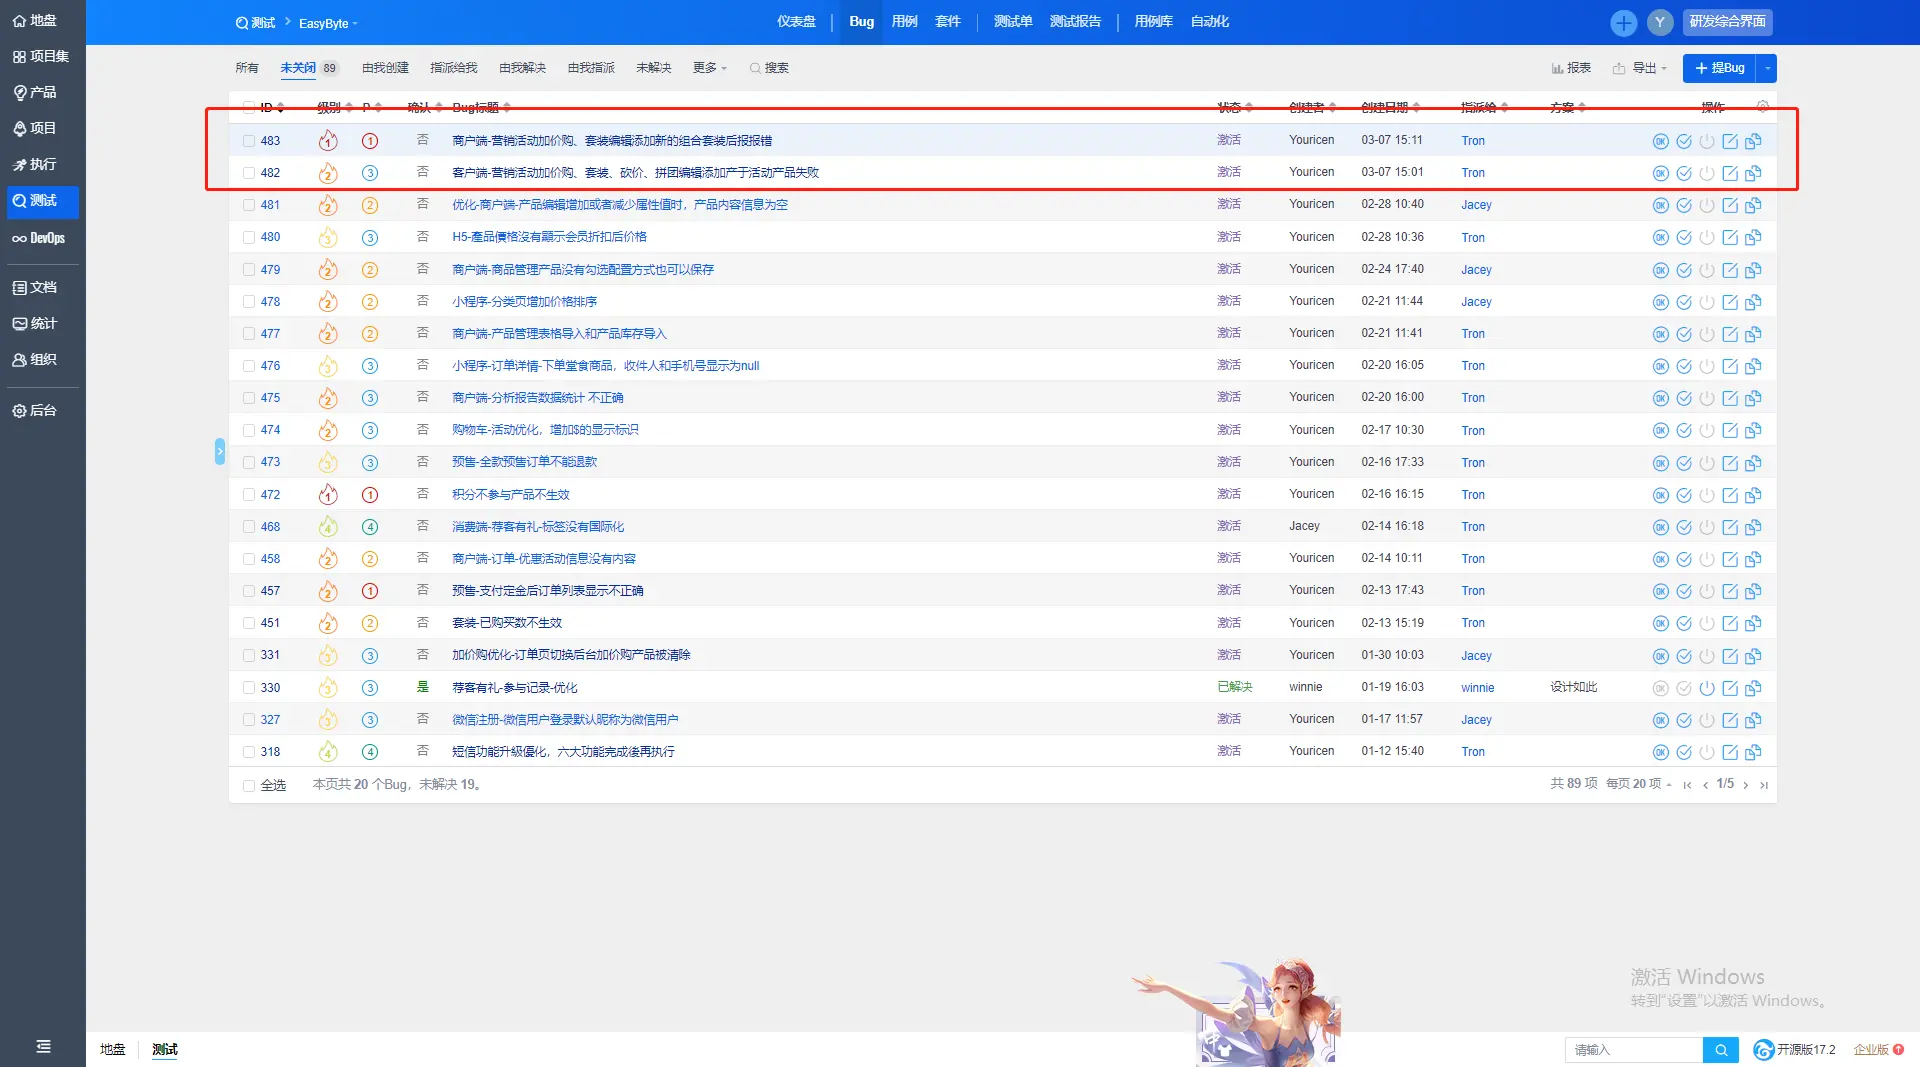 地盘
项目集
产品
项目
执行
测试
DevOps
文档
统计
组织
后台
测试 EasyByte
仪表盘 Bug 用例 套件 测试单 测试报告 用例库 自动化
Y 研发综合界面
所有 未关闭 89 由我创建 指派给我 由我解决 由我指派 未解决 更多 搜索
报表 导出 提Bug
ID 级别 P 确认 Bug标题 状态 创建者 创建日期 指派给 方案 操作
483 1 1 否 商户端-营销活动加价购、套装编辑添加新的组合套装后报报错 激活 Youricen 03-07 15:11 Tron
482 2 3 否 客户端-营销活动加价购、套装、砍价、拼团编辑添加产于活动产品失败 激活 Youricen 03-07 15:01 Tron
481 2 2 否 优化-商户端-产品编辑增加或者减少属性值时，产品内容信息为空 激活 Youricen 02-28 10:40 Jacey
480 3 3 否 H5-產品價格沒有顯示会员折扣后价格 激活 Youricen 02-28 10:36 Tron
479 2 2 否 商户端-商品管理产品没有勾选配置方式也可以保存 激活 Youricen 02-24 17:40 Jacey
478 2 2 否 小程序-分类页增加价格排序 激活 Youricen 02-21 11:44 Jacey
477 2 2 否 商户端-产品管理表格导入和产品库存导入 激活 Youricen 02-21 11:41 Tron
476 3 3 否 小程序-订单详情-下单堂食商品，收件人和手机号显示为null 激活 Youricen 02-20 16:05 Tron
475 2 3 否 商户端-分析报告数据统计 不正确 激活 Youricen 02-20 16:00 Tron
474 2 3 否 购物车-活动优化，增加$的显示标识 激活 Youricen 02-17 10:30 Tron
473 3 3 否 预售-全款预售订单不能退款 激活 Youricen 02-16 17:33 Tron
472 1 1 否 积分不参与产品不生效 激活 Youricen 02-16 16:15 Tron
468 4 4 否 消费端-荐客有礼-标签没有国际化 激活 Jacey 02-14 16:18 Tron
458 2 2 否 商户端-订单-优惠活动信息没有内容 激活 Youricen 02-14 10:11 Tron
457 2 1 否 预售-支付定金后订单列表显示不正确 激活 Youricen 02-13 17:43 Tron
451 2 2 否 套装-已购买数不生效 激活 Youricen 02-13 15:19 Tron
331 3 3 否 加价购优化-订单页切换后台加价购产品被清除 激活 Youricen 01-30 10:03 Jacey
330 3 3 是 荐客有礼-参与记录-优化 已解决 winnie 01-19 16:03 winnie 设计如此
327 3 3 否 微信注册-微信用户登录默认昵称为微信用户 激活 Youricen 01-17 11:57 Jacey
318 4 4 否 短信功能升級優化，六大功能完成後再执行 激活 Youricen 01-12 15:40 Tron
全选 本页共 20 个Bug，未解决 19。
共 89 项 每页 20 项 1/5
激活 Windows
转到“设置”以激活 Windows。
中
地盘 测试
请输入 开源版17.2 企业版